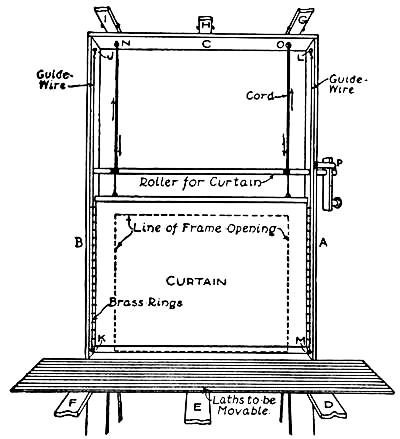 I
H
G
N
C
O
J
L
Guide-
Wire
Guide-
Wire
Cord
P
Roller for Curtain
Line of Frame Opening
B
A
CURTAIN
Brass Rings
K
M
Laths to be
Movable.
F
E
D